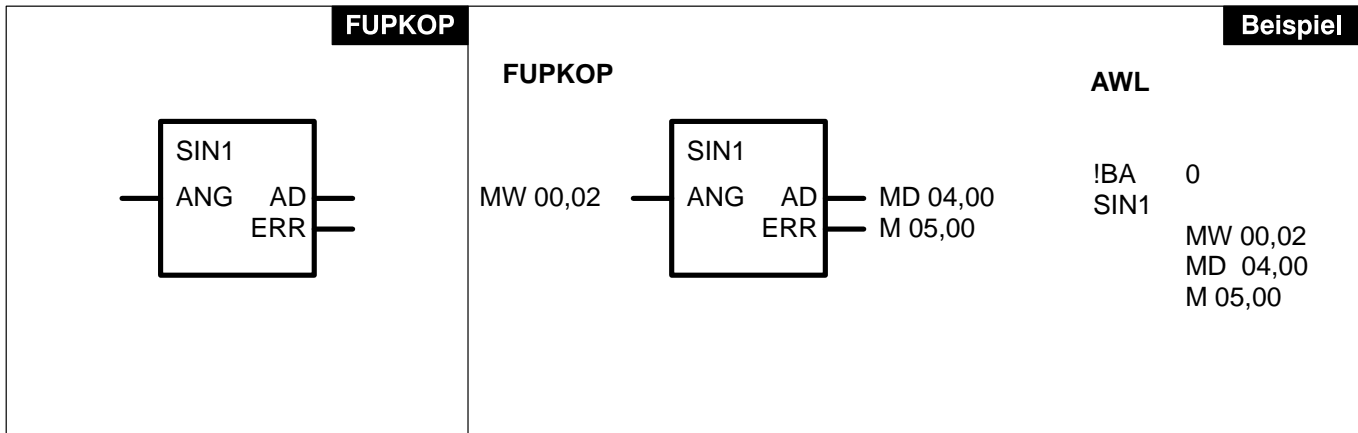 FUPKOP
SIN1
ANG AD
ERR
Beispiel
FUPKOP
SIN1
MW 00,02 ANG AD MD 04,00
ERR M 05,00
AWL
!BA 0
SIN1
MW 00,02
MD 04,00
M 05,00